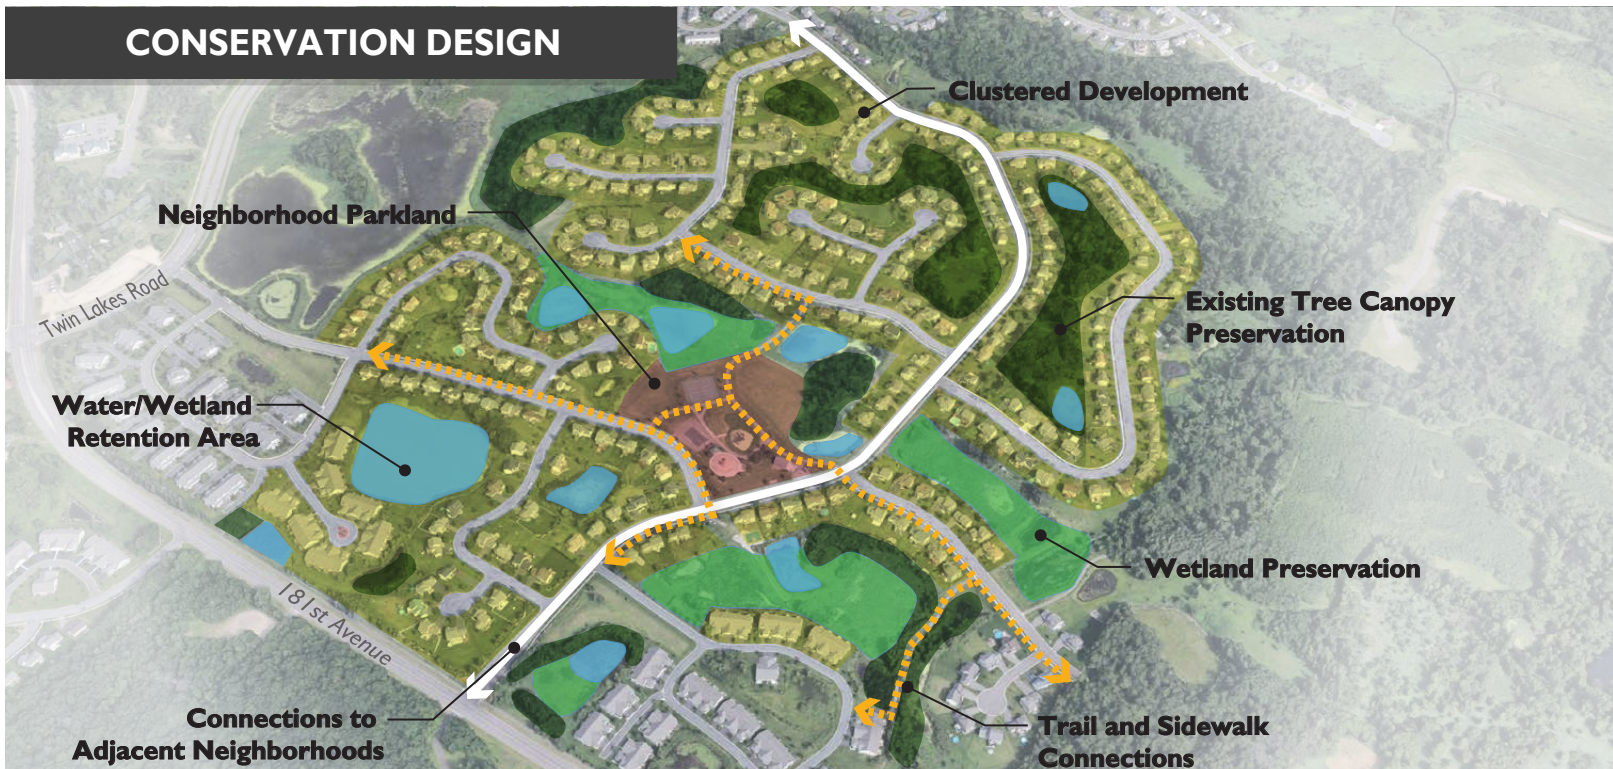 CONSERVATION DESIGN
Clustered Development
Neighborhood Parkland
Twin Lakes Road
Existing Tree Canopy
Preservation
Water/Wetland
Retention Area
Wetland Preservation
181st Avenue
Connections to
Adjacent Neighborhoods
Trail and Sidewalk
Connections